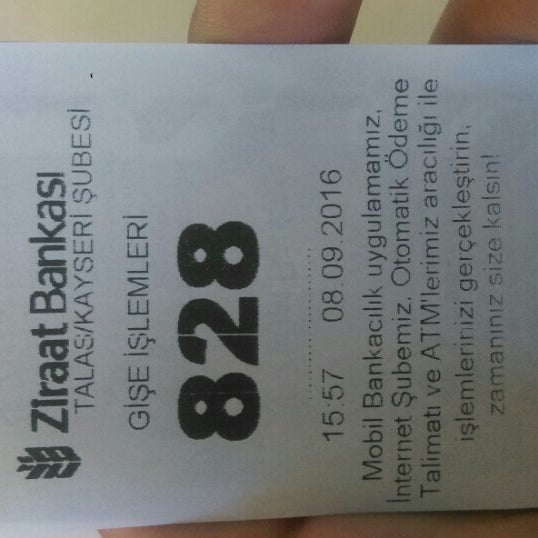 Ziraat Bankası
TALAS/KAYSERİ ŞUBESİ
GİŞE İŞLEMLERİ
828
15:57 08.09.2016
Mobil Bankacılık uygulamamız,
İnternet Şubemiz, Otomatik Ödeme
Talimatı ve ATM'lerimiz aracılığı ile
işlemlerinizi gerçekleştirin,
zamanınız size kalsın!